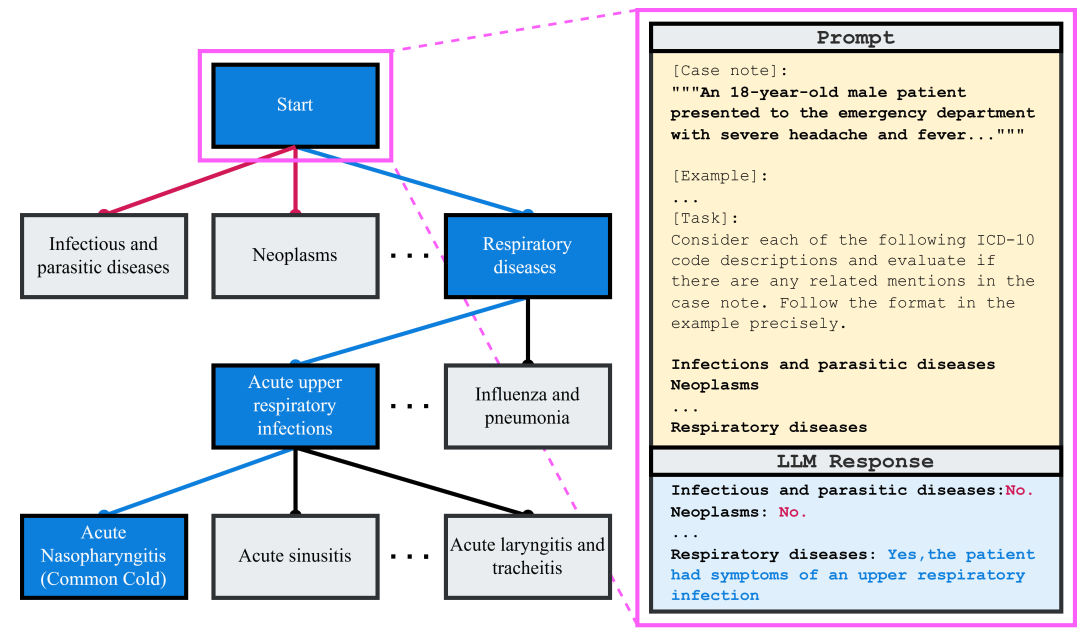 Start
Infectious and
parasitic diseases
Neoplasms
. . .
Respiratory
diseases
Acute upper
respiratory
infections
. . .
Influenza and
pneumonia
Acute
Nasopharyngitis
(Common Cold)
Acute sinusitis
. . .
Acute laryngitis and
tracheitis
Prompt
[Case note]:
"""An 18-year-old male patient
presented to the emergency department
with severe headache and fever..."""
[Example]:
...
[Task]:
Consider each of the following ICD-10
code descriptions and evaluate if
there are any related mentions in the
case note. Follow the format in the
example precisely.
Infections and parasitic diseases
Neoplasms
...
Respiratory diseases
LLM Response
Infectious and parasitic diseases:No.
Neoplasms: No.
...
Respiratory diseases: Yes,the patient
had symptoms of an upper respiratory
infection